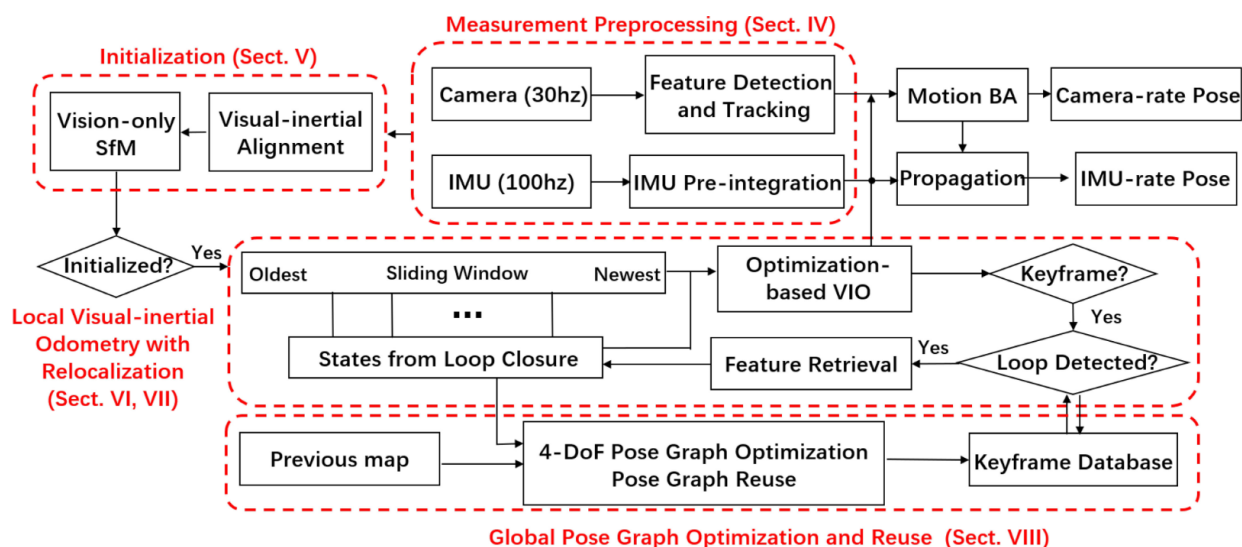 Measurement Preprocessing (Sect. IV)
Initialization (Sect. V)
Camera (30hz)
Feature Detection
and Tracking
Motion BA
Camera-rate Pose
Vision-only
SfM
Visual-inertial
Alignment
IMU (100hz)
IMU Pre-integration
Propagation
IMU-rate Pose
Initialized?
Yes
Oldest
Sliding Window
Newest
Optimization-
based VIO
Keyframe?
Yes
...
Local Visual-inertial
Odometry with
Relocalization
(Sect. VI, VII)
States from Loop Closure
Feature Retrieval
Yes
Loop Detected?
Previous map
4-DoF Pose Graph Optimization
Pose Graph Reuse
Keyframe Database
Global Pose Graph Optimization and Reuse (Sect. VIII)